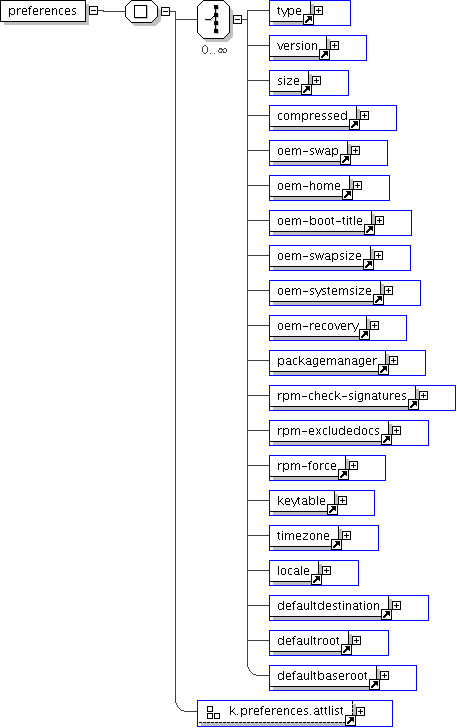 preferences
0..∞
type
version
size
compressed
oem-swap
oem-home
oem-boot-title
oem-swapsize
oem-systemsize
oem-recovery
packagemanager
rpm-check-signatures
rpm-excludedocs
rpm-force
keytable
timezone
locale
defaultdestination
defaultroot
defaultbaseroot
k.preferences.attlist